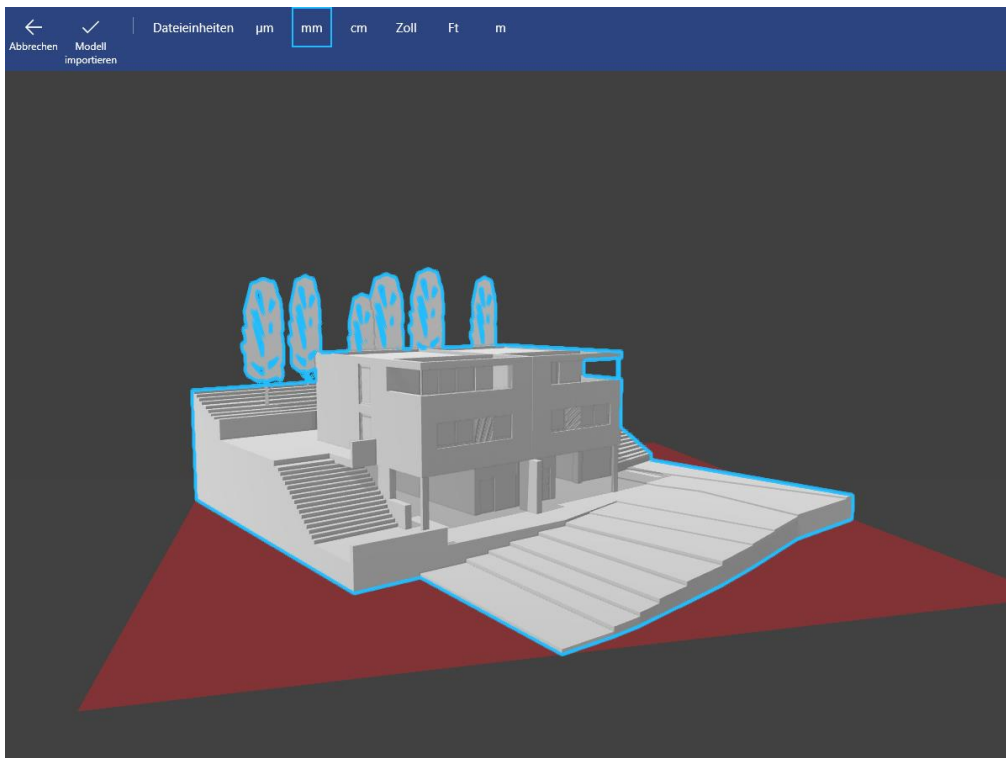 Abbrechen
Modell
importieren
Dateieinheiten
µm
mm
cm
Zoll
Ft
m